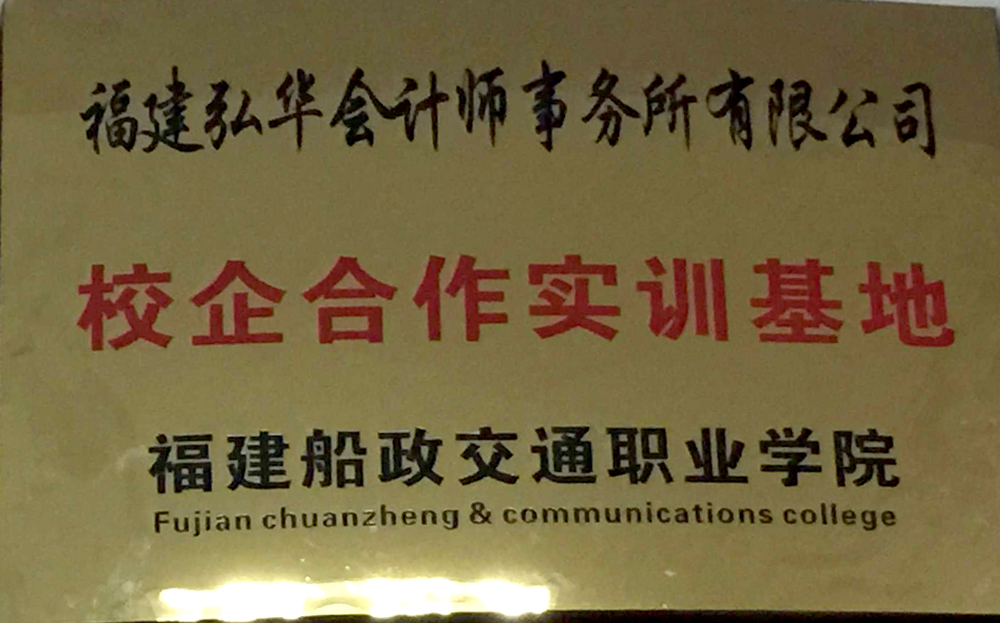 福建弘华会计师事务所有限公司
校企合作实训基地
福建船政交通职业学院
Fujian chuanzheng & communications college